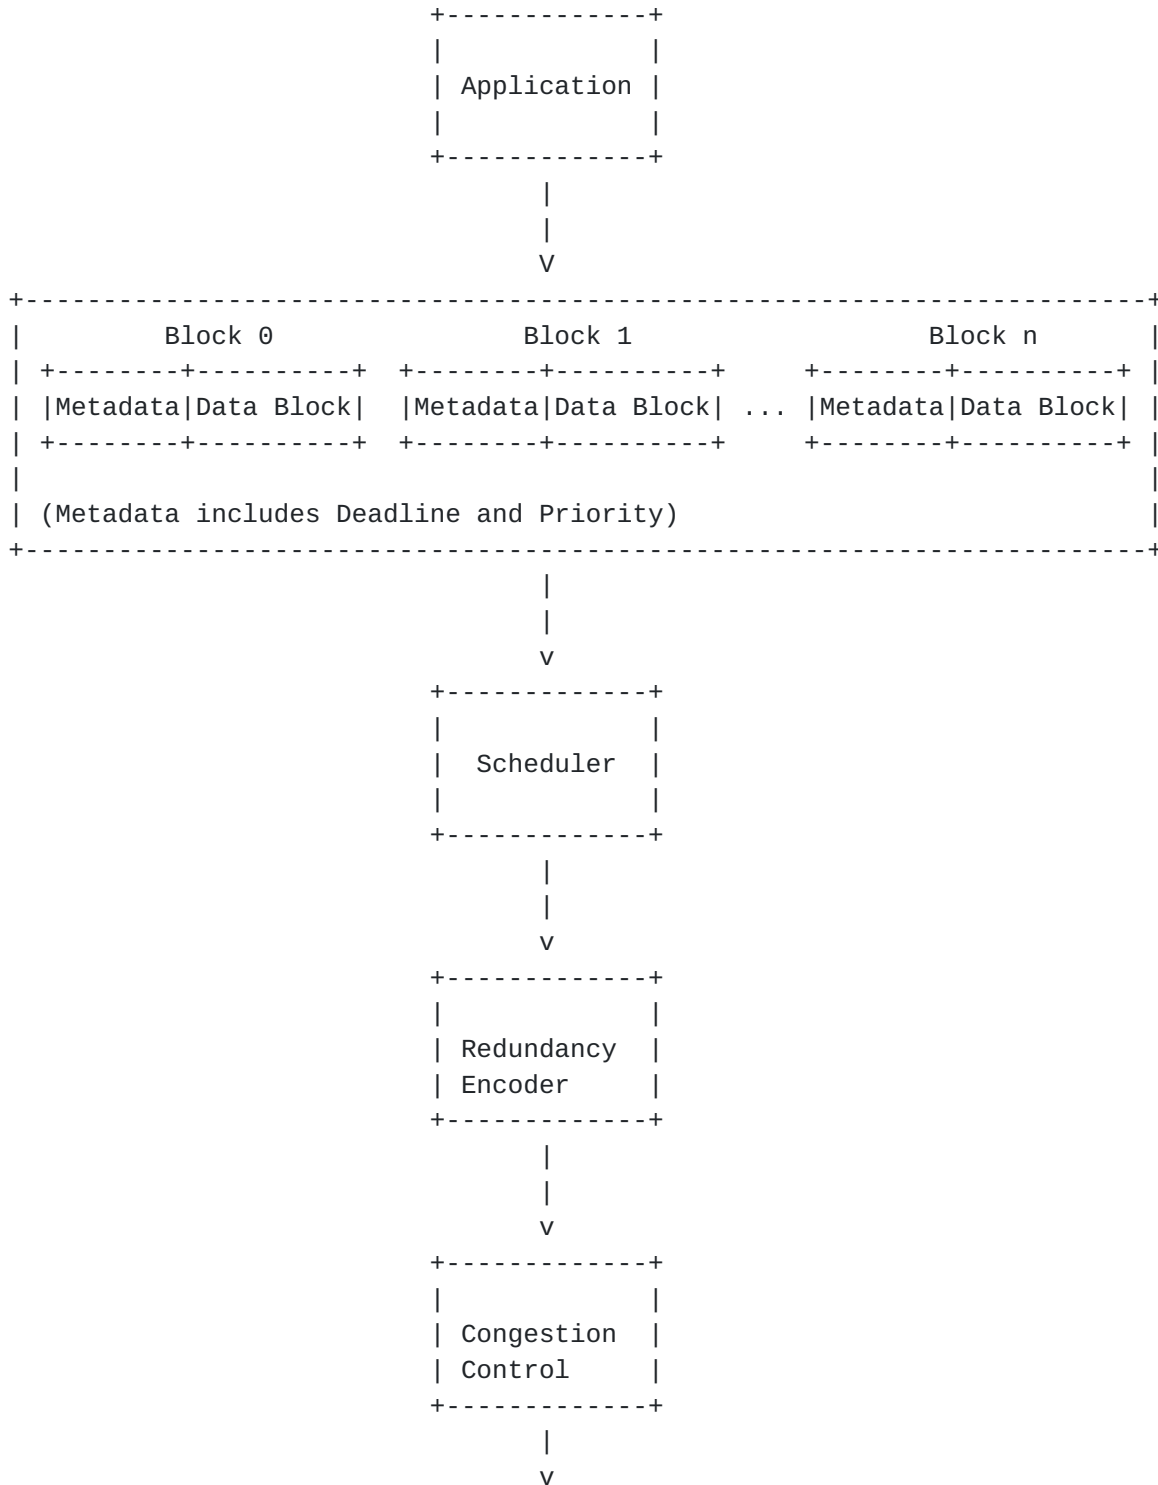 +-------------+
|             |
| Application |
|             |
+-------------+
       |
       |
       V
+------------------------------------------------------------------------+
|         Block 0                Block 1                   Block n       |
| +--------+----------+  +--------+----------+     +--------+----------+ |
| |Metadata|Data Block|  |Metadata|Data Block| ... |Metadata|Data Block| |
| +--------+----------+  +--------+----------+     +--------+----------+ |
|                                                                        |
| (Metadata includes Deadline and Priority)                              |
+------------------------------------------------------------------------+
       |
       |
       v
+-------------+
|             |
|  Scheduler  |
|             |
+-------------+
       |
       |
       v
+-------------+
|             |
| Redundancy  |
| Encoder     |
+-------------+
       |
       |
       v
+-------------+
|             |
| Congestion  |
| Control     |
+-------------+
       |
       v